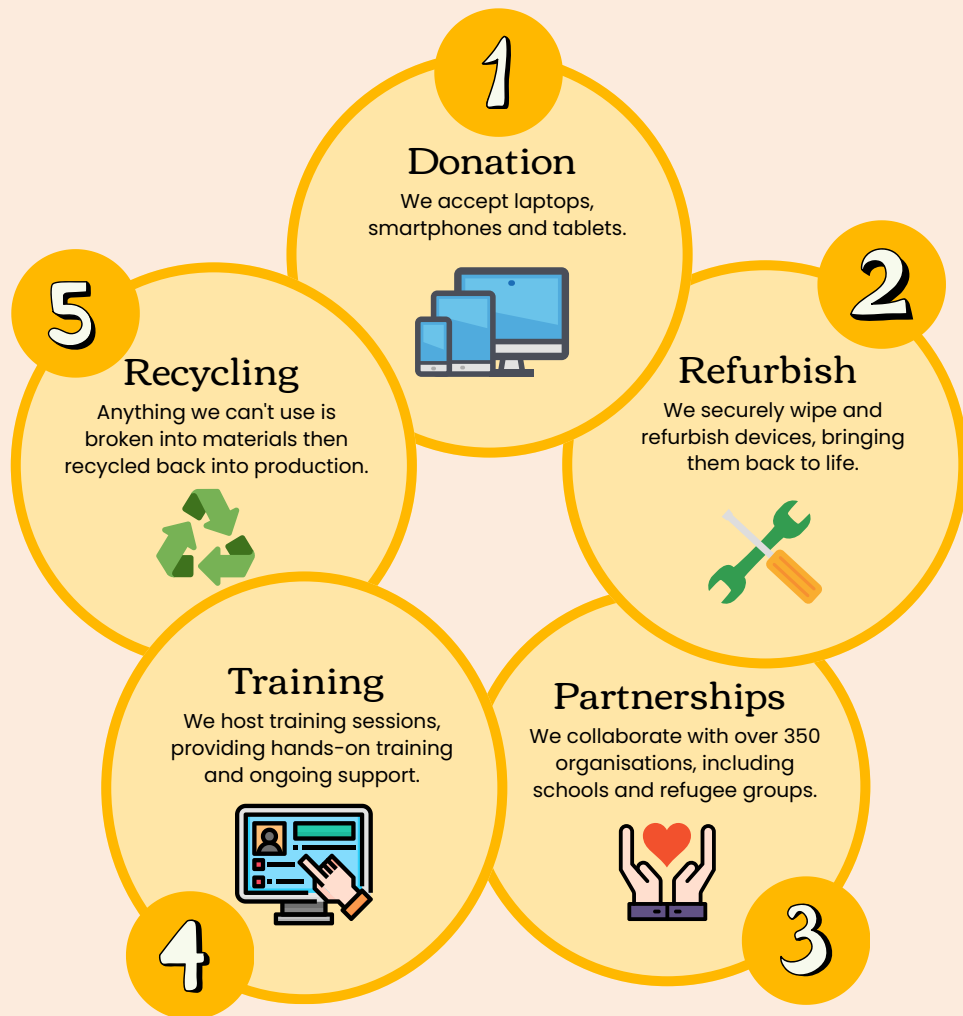 1
Donation
We accept laptops,
smartphones and tablets.
2
Refurbish
We securely wipe and
refurbish devices, bringing
them back to life.
3
Partnerships
We collaborate with over 350
organisations, including
schools and refugee groups.
4
Training
We host training sessions,
providing hands-on training
and ongoing support.
5
Recycling
Anything we can't use is
broken into materials then
recycled back into production.